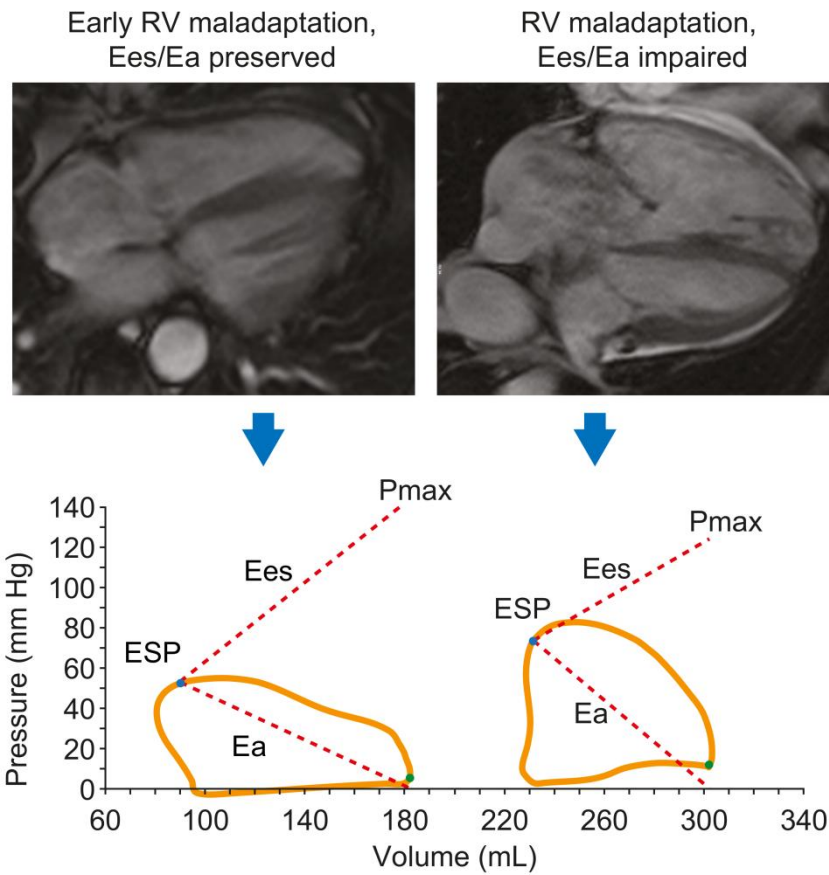 Early RV maladaptation,
Ees/Ea preserved
RV maladaptation,
Ees/Ea impaired
Pmax
Ees
ESP
Ea
Pmax
Ees
ESP
Ea
Pressure (mm Hg)
140
120
100
80
60
40
20
0
60 100 140 180 220 260 300 340
Volume (mL)